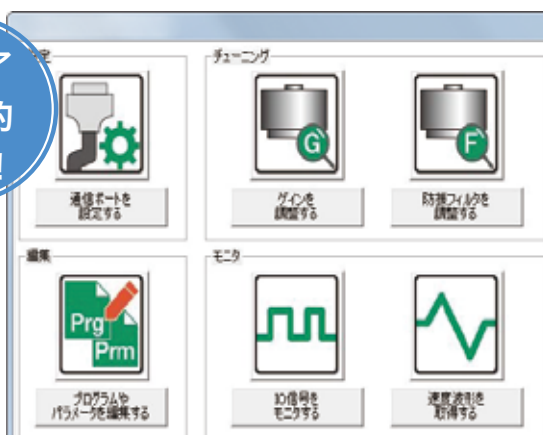 了
的
!
定
チューニング
G
F
通信ポートを
設定する
ゲインを
調整する
防振フィルタを
調整する
編集
モニタ
Prg
Prm
プログラムや
パラメータを編集する
IO信号を
モニタする
速度波形を
取得する